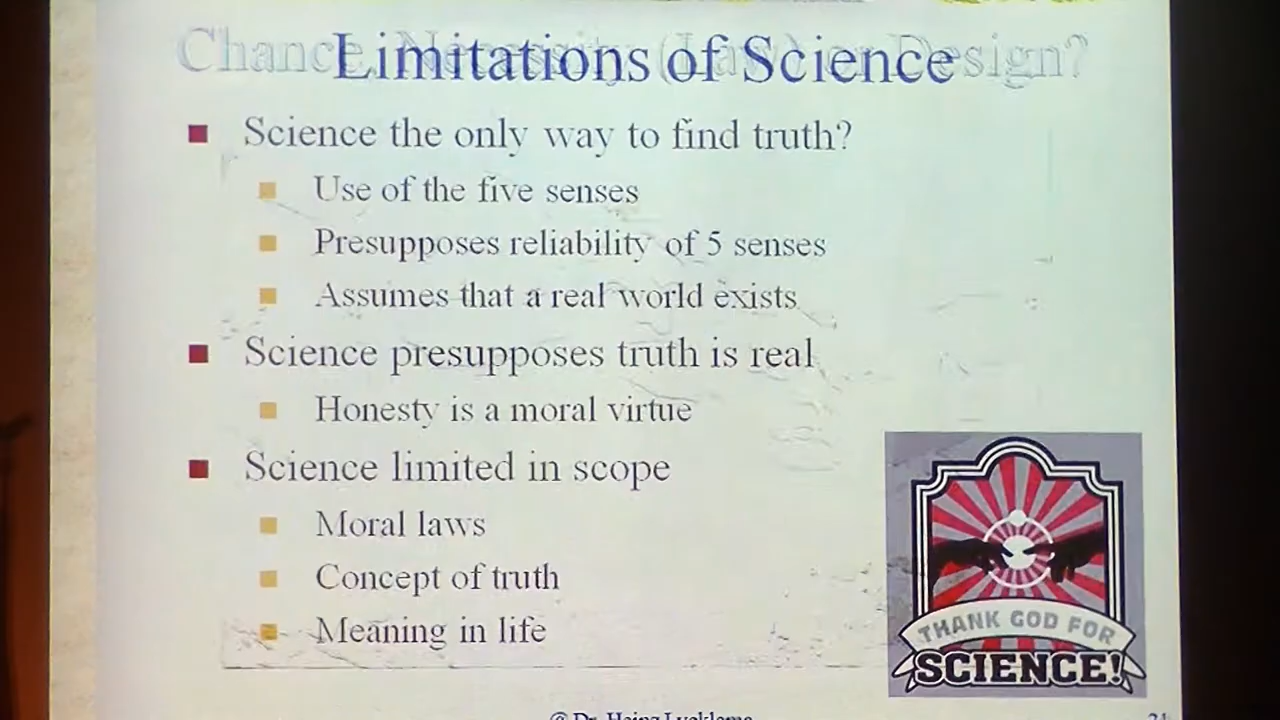 Limitations of Science
Science the only way to find truth?
Use of the five senses
Presupposes reliability of 5 senses
Assumes that a real world exists
Science presupposes truth is real
Honesty is a moral virtue
Science limited in scope
Moral laws
Concept of truth
Meaning in life
THANK GOD FOR
SCIENCE!